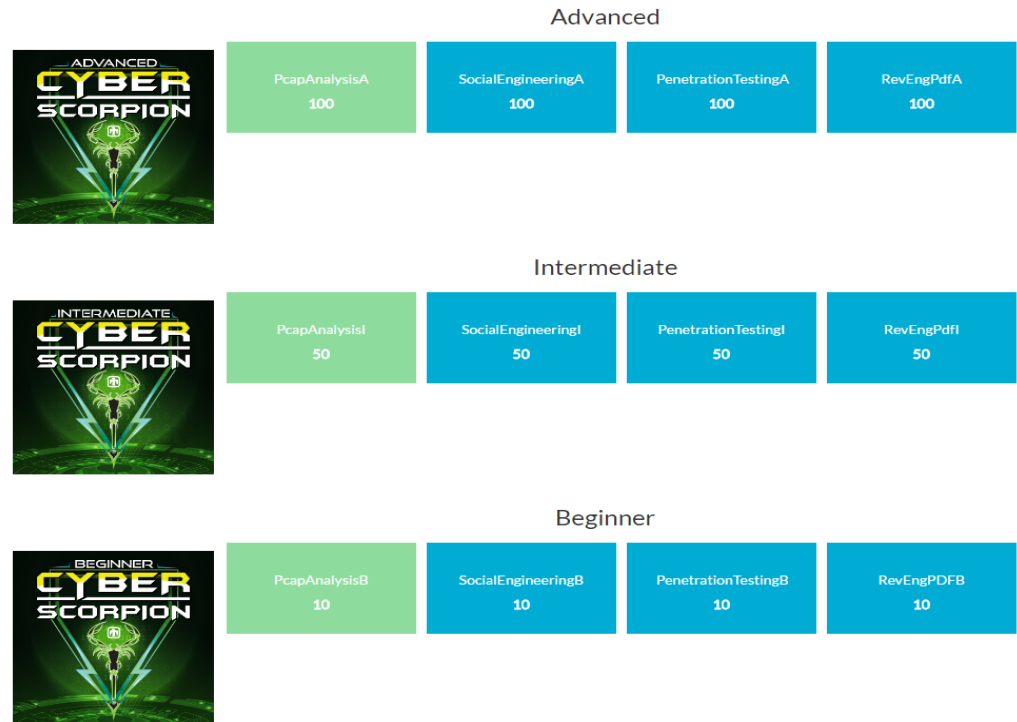 Advanced
ADVANCED
CYBER
SCORPION
PcapAnalysisA
100
SocialEngineeringA
100
PenetrationTestingA
100
RevEngPdfA
100
Intermediate
INTERMEDIATE
CYBER
SCORPION
PcapAnalysisI
50
SocialEngineeringI
50
PenetrationTestingI
50
RevEngPdfI
50
Beginner
BEGINNER
CYBER
SCORPION
PcapAnalysisB
10
SocialEngineeringB
10
PenetrationTestingB
10
RevEngPDFB
10